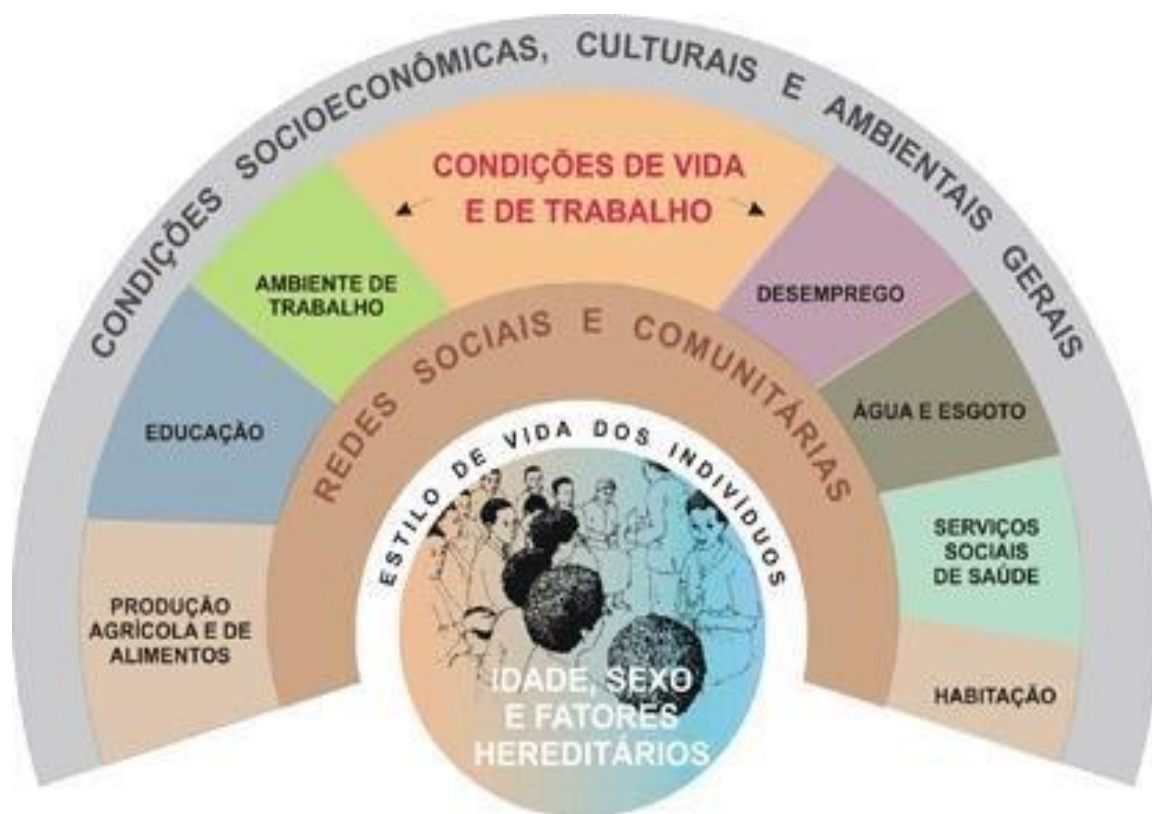 CONDIÇÕES SOCIOECONÔMICAS, CULTURAIS E AMBIENTAIS GERAIS
CONDIÇÕES DE VIDA
E DE TRABALHO
AMBIENTE DE
TRABALHO
DESEMPREGO
EDUCAÇÃO
ÁGUA E ESGOTO
PRODUÇÃO
AGRÍCOLA E DE
ALIMENTOS
SERVIÇOS
SOCIAIS
DE SAÚDE
HABITAÇÃO
REDES SOCIAIS E COMUNITÁRIAS
ESTILO DE VIDA DOS INDIVÍDUOS
IDADE, SEXO
E FATORES
HEREDITÁRIOS